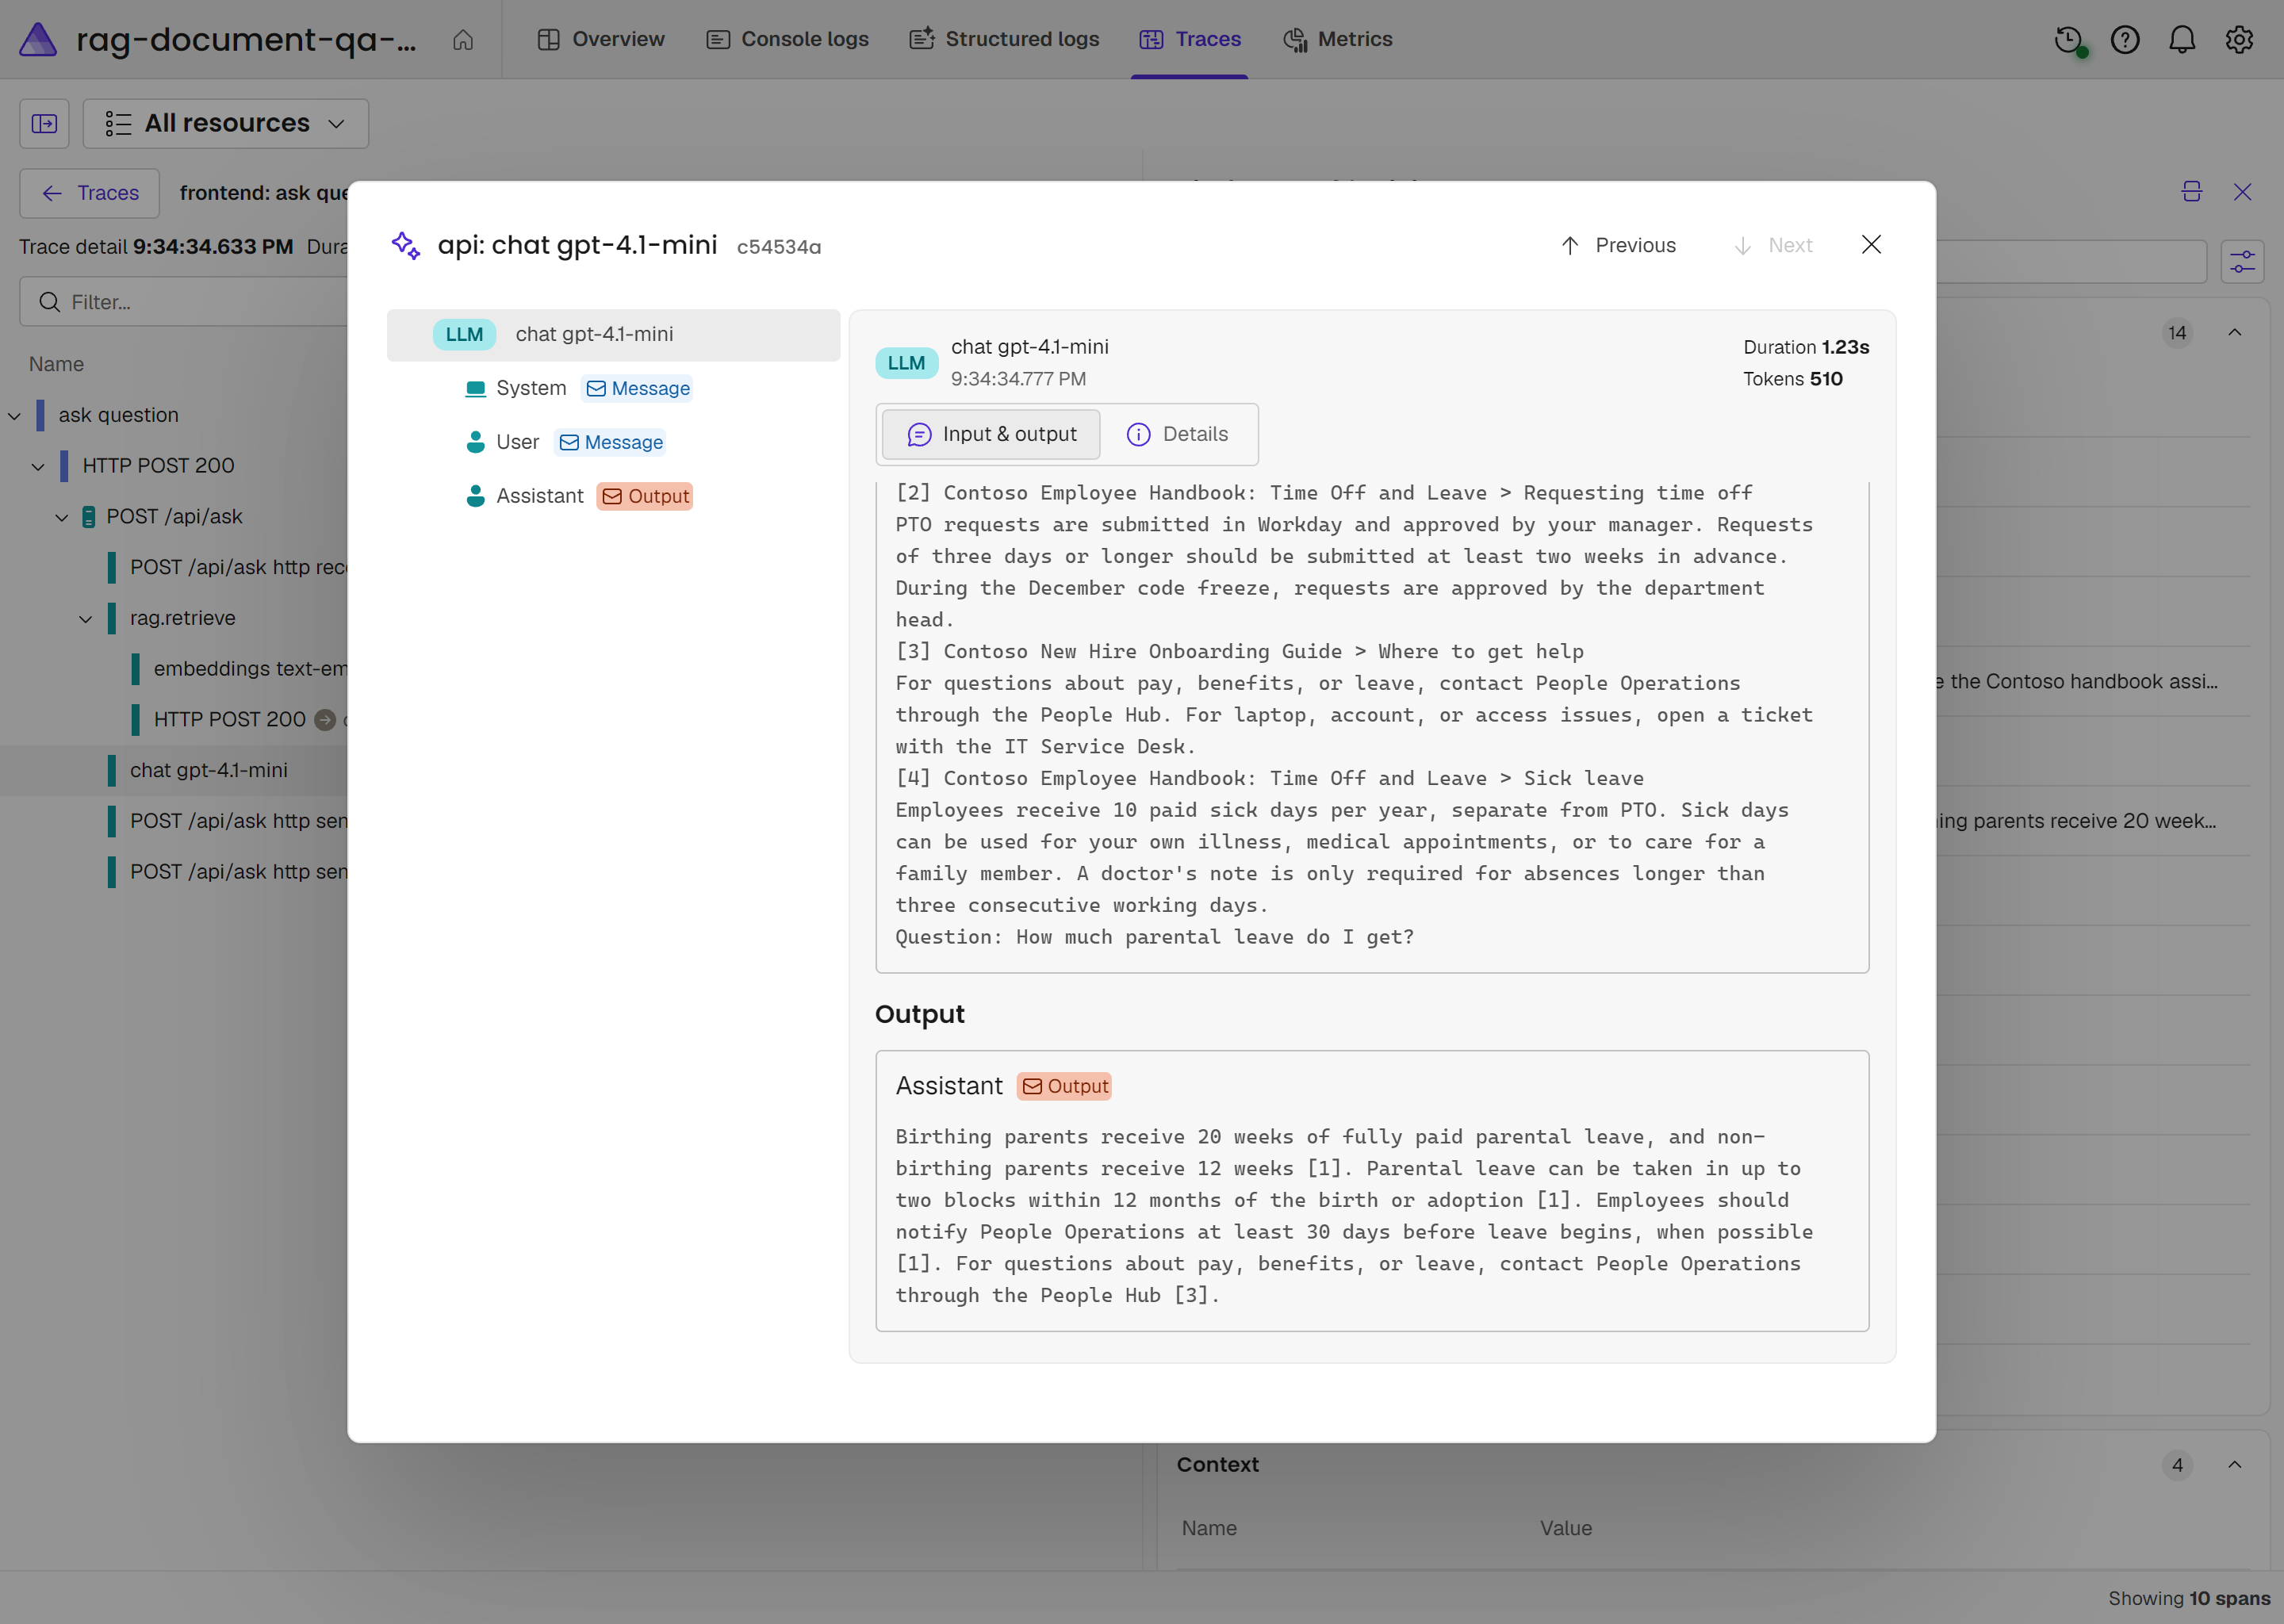 rag-document-qa-...
Overview
Console logs
Structured logs
Traces
Metrics
All resources
Traces
frontend: ask que
Trace detail 9:34:34.633 PM Dura
Filter...
Name
ask question
HTTP POST 200
POST /api/ask
POST /api/ask http rec
rag.retrieve
embeddings text-em
HTTP POST 200
chat gpt-4.1-mini
POST /api/ask http sen
POST /api/ask http sen
api: chat gpt-4.1-mini c54534a
Previous
Next
LLM chat gpt-4.1-mini
System Message
User Message
Assistant Output
LLM
chat gpt-4.1-mini
9:34:34.777 PM
Duration 1.23s
Tokens 510
Input & output
Details
[2] Contoso Employee Handbook: Time Off and Leave > Requesting time off
PTO requests are submitted in Workday and approved by your manager. Requests
of three days or longer should be submitted at least two weeks in advance.
During the December code freeze, requests are approved by the department
head.
[3] Contoso New Hire Onboarding Guide > Where to get help
For questions about pay, benefits, or leave, contact People Operations
through the People Hub. For laptop, account, or access issues, open a ticket
with the IT Service Desk.
[4] Contoso Employee Handbook: Time Off and Leave > Sick leave
Employees receive 10 paid sick days per year, separate from PTO. Sick days
can be used for your own illness, medical appointments, or to care for a
family member. A doctor's note is only required for absences longer than
three consecutive working days.
Question: How much parental leave do I get?
Output
Assistant Output
Birthing parents receive 20 weeks of fully paid parental leave, and non-
birthing parents receive 12 weeks [1]. Parental leave can be taken in up to
two blocks within 12 months of the birth or adoption [1]. Employees should
notify People Operations at least 30 days before leave begins, when possible
[1]. For questions about pay, benefits, or leave, contact People Operations
through the People Hub [3].
14
e the Contoso handbook assi...
ing parents receive 20 week...
Context
4
Name
Value
Showing 10 spans